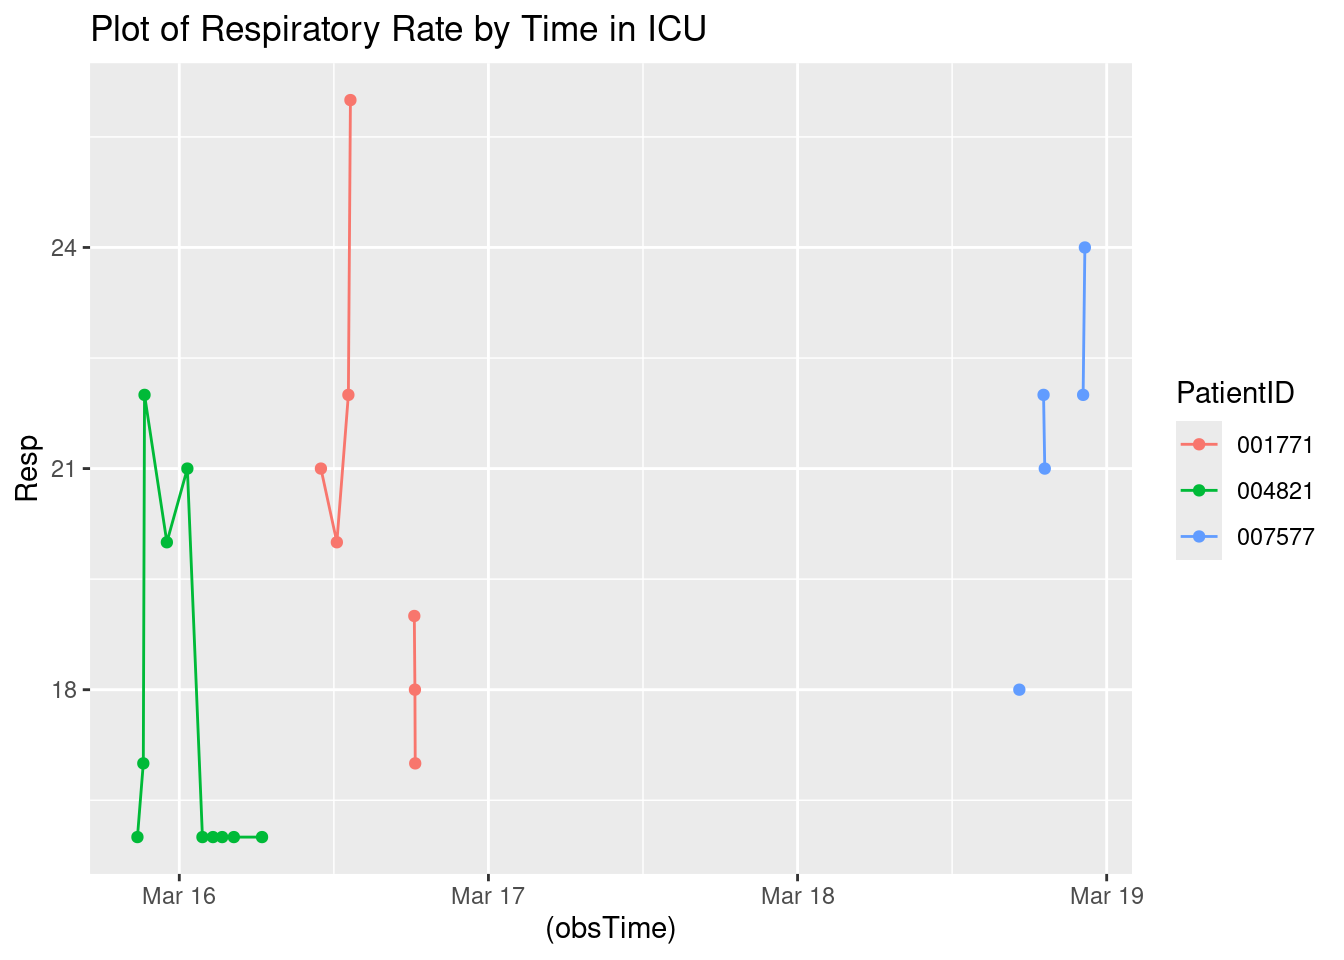 Plot of Respiratory Rate by Time in ICU
24
21
18
Resp
Mar 16
Mar 17
Mar 18
Mar 19
(obsTime)
PatientID
001771
004821
007577